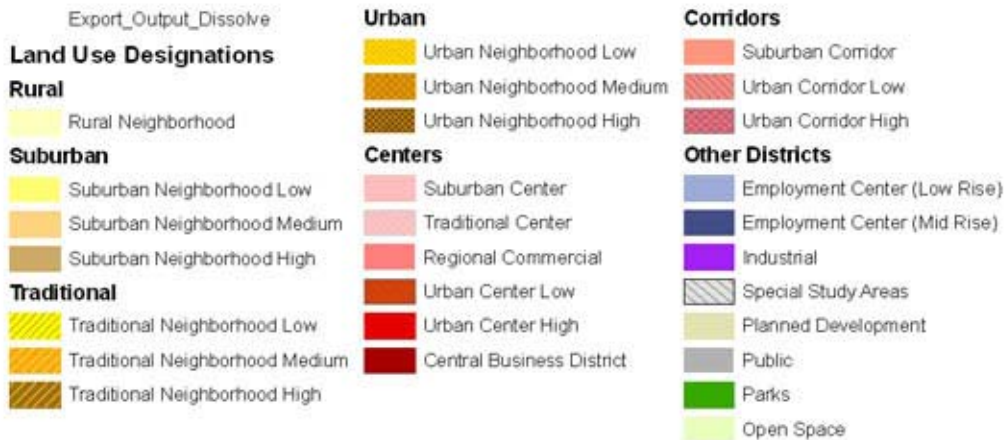 Export_Output_Dissolve
Land Use Designations
Rural
Rural Neighborhood
Suburban
Suburban Neighborhood Low
Suburban Neighborhood Medium
Suburban Neighborhood High
Traditional
Traditional Neighborhood Low
Traditional Neighborhood Medium
Traditional Neighborhood High
Urban
Urban Neighborhood Low
Urban Neighborhood Medium
Urban Neighborhood High
Centers
Suburban Center
Traditional Center
Regional Commercial
Urban Center Low
Urban Center High
Central Business District
Corridors
Suburban Corridor
Urban Corridor Low
Urban Corridor High
Other Districts
Employment Center (Low Rise)
Employment Center (Mid Rise)
Industrial
Special Study Areas
Planned Development
Public
Parks
Open Space